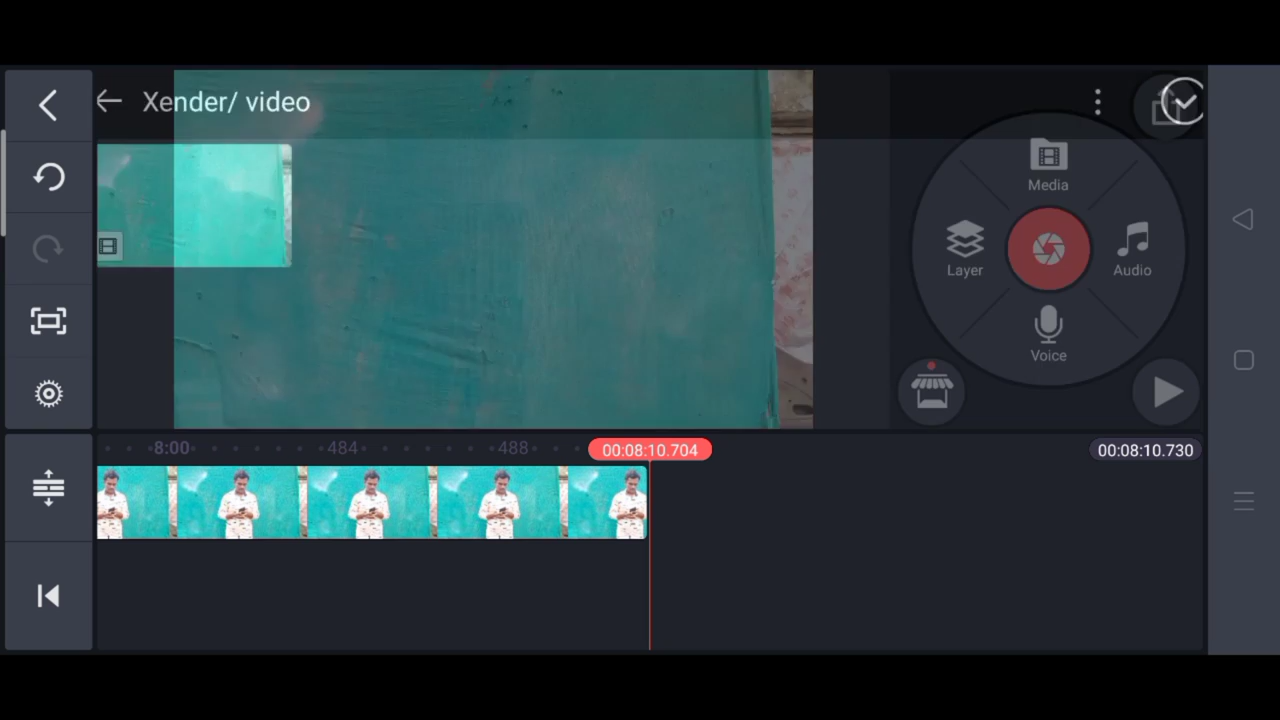 Xender/ video
Media
Layer
Audio
Voice
8:00
484
488
00:08:10.704
00:08:10.730